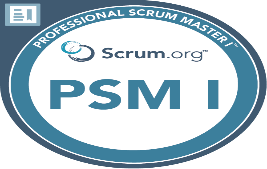 PROFESSIONAL SCRUM MASTER I™
Scrum.org™
PSM I